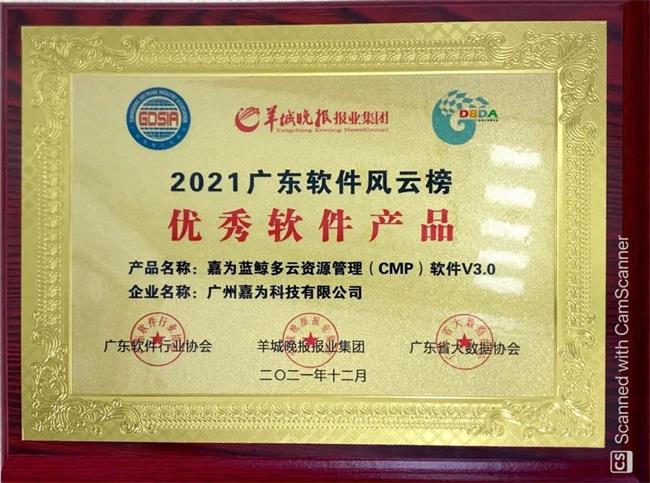 GDSIA
羊城晚报报业集团
Yangcheng Evening News(Group)
DBDA
2021广东软件风云榜
优秀软件产品
产品名称：嘉为蓝鲸多云资源管理（CMP）软件V3.0
企业名称：广州嘉为科技有限公司
广东软件行业协会
羊城晚报报业集团
广东省大数据协会
二〇二一年十二月
CS Scanned with CamScanner